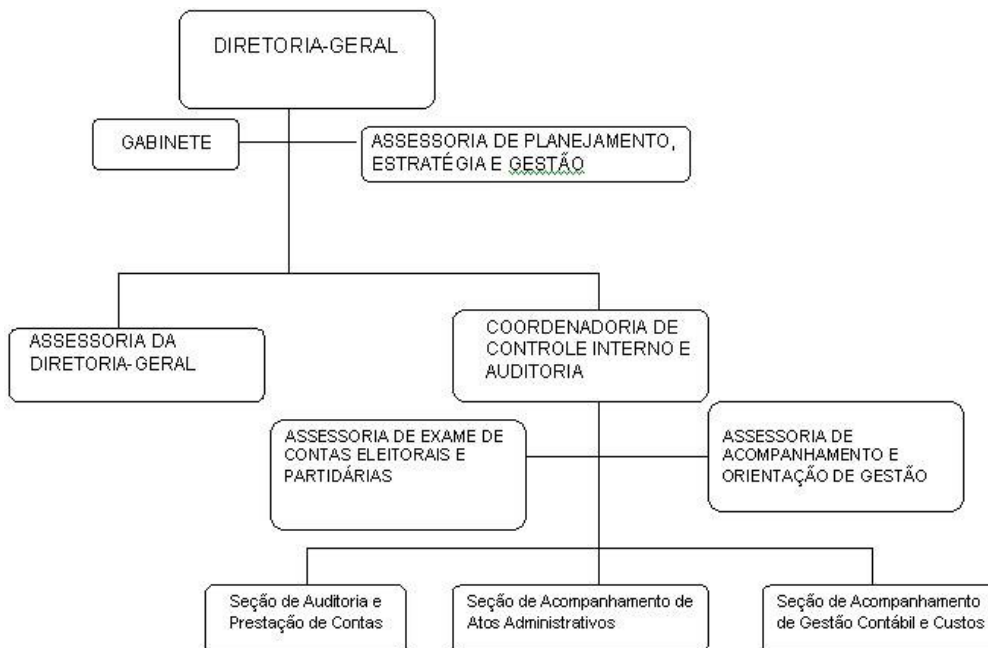 DIRETORIA-GERAL
GABINETE
ASSESSORIA DE PLANEJAMENTO,
ESTRATÉGIA E GESTÃO
ASSESSORIA DA
DIRETORIA-GERAL
COORDENADORIA DE
CONTROLE INTERNO E
AUDITORIA
ASSESSORIA DE EXAME DE
CONTAS ELEITORAIS E
PARTIDÁRIAS
ASSESSORIA DE
ACOMPANHAMENTO E
ORIENTAÇÃO DE GESTÃO
Seção de Auditoria e
Prestação de Contas
Seção de Acompanhamento de
Atos Administrativos
Seção de Acompanhamento
de Gestão Contábil e Custos